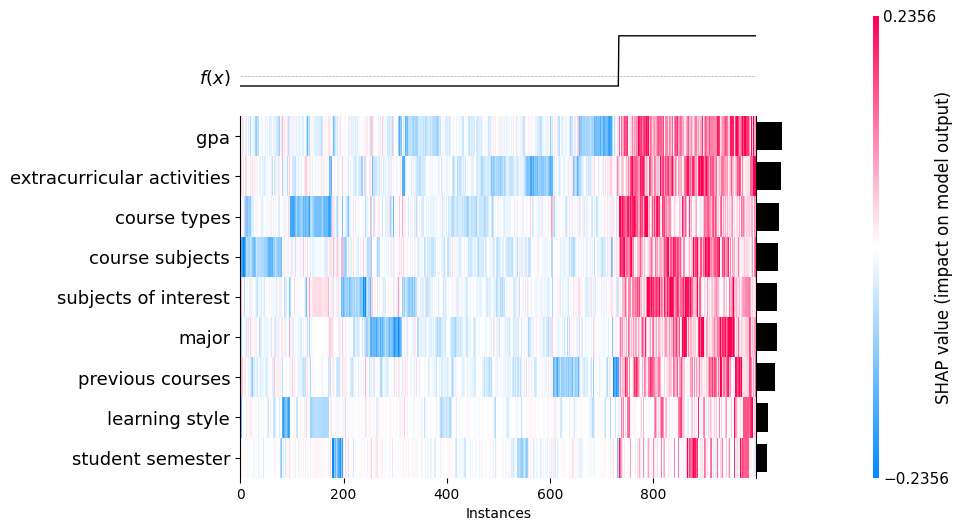 0.2356
f(x)
gpa
extracurricular activities
course types
course subjects
subjects of interest
major
previous courses
learning style
student semester
0 200 400 600 800
Instances
SHAP value (impact on model output)
−0.2356